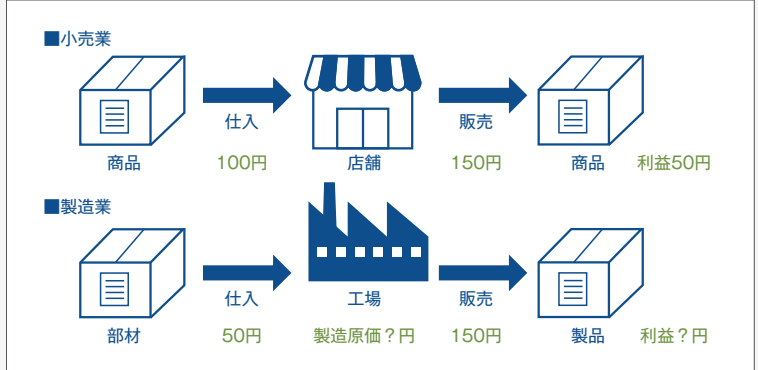 ■小売業
仕入
販売
商品
100円
店舗
150円
商品
利益50円
■製造業
仕入
工場
販売
部材
50円
製造原価？円
150円
製品
利益？円